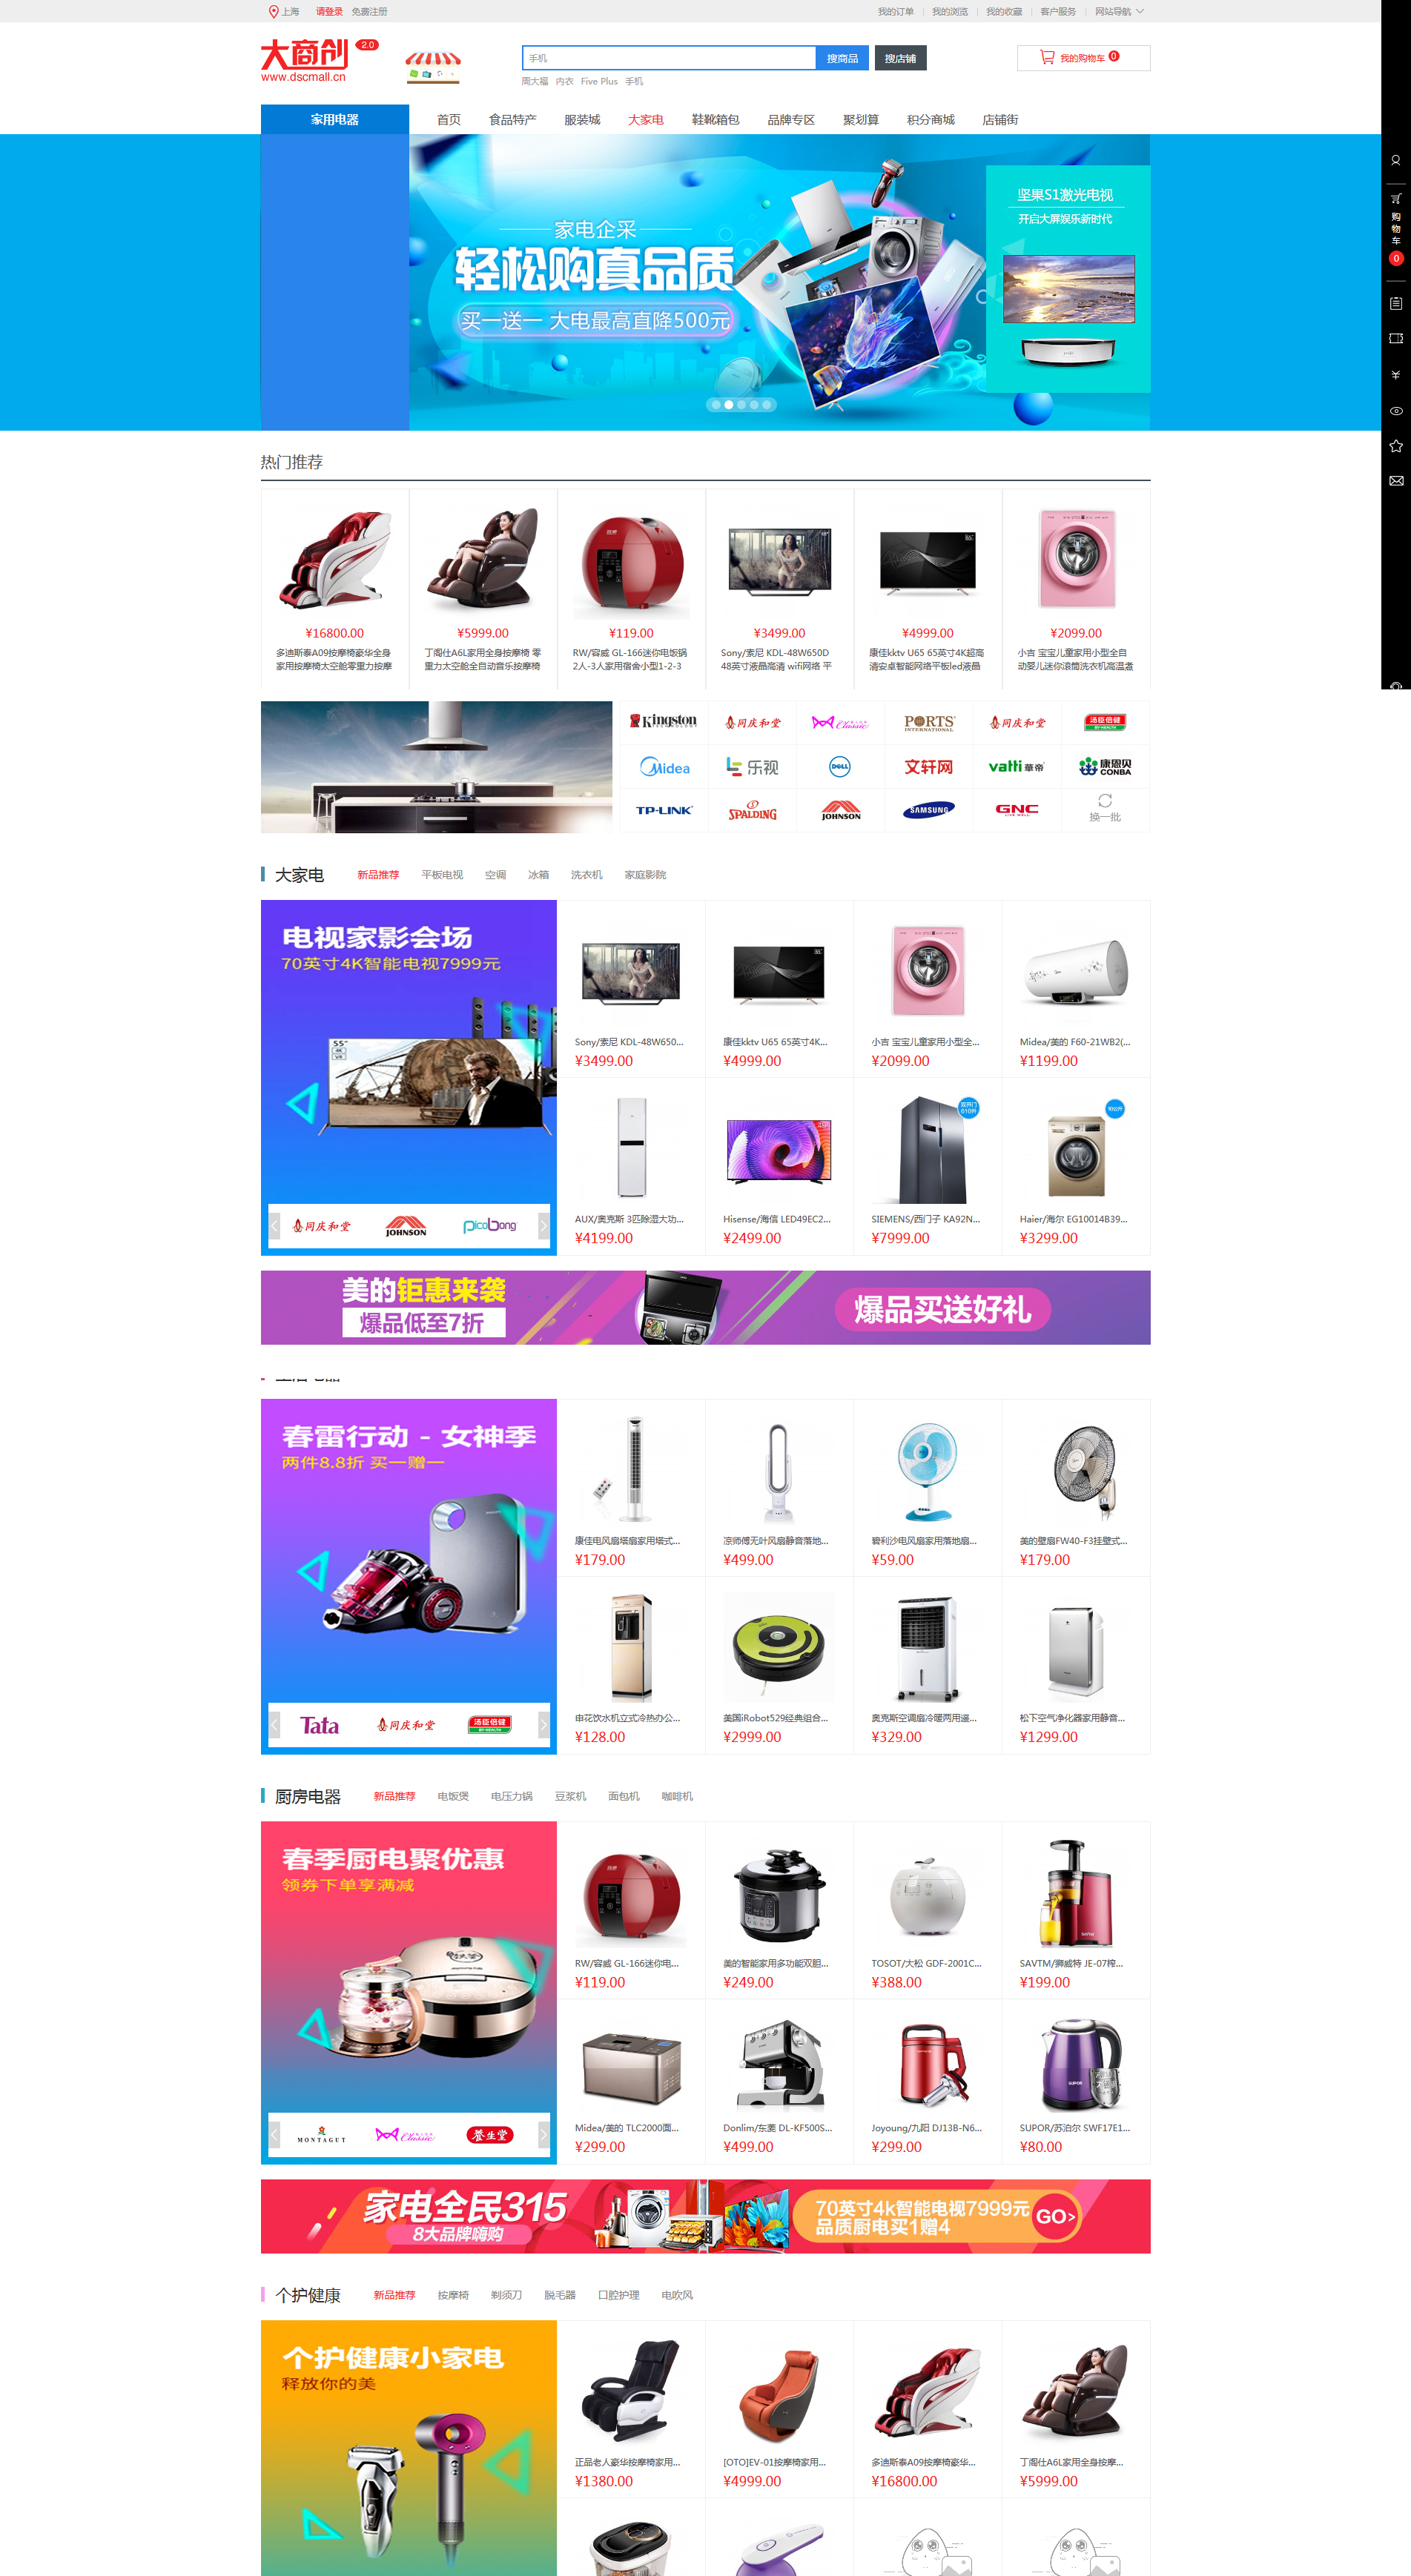 上海 请登录 免费注册
我的订单 我的浏览 我的收藏 客户服务 网站导航
大商创 2.0
www.dscmall.cn
手机 搜商品 搜店铺
我的购物车 0
周大福 内衣 Five Plus 手机
家用电器 首页 食品特产 服装城 大家电 鞋靴箱包 品牌专区 聚划算 积分商城 店铺街
家电企采
轻松购真品质
买一送一 大电最高直降500元
坚果S1激光电视
开启大屏娱乐新时代
购物车
0
热门推荐
¥16800.00 ¥5999.00 ¥119.00 ¥3499.00 ¥4999.00 ¥2099.00
多迪斯泰A09按摩椅豪华全身
家用按摩椅太空舱零重力按摩
丁阁仕A6L家用全身按摩椅 零
重力太空舱全自动音乐按摩椅
RW/容威 GL-166迷你电饭锅
2人-3人家用宿舍小型1-2-3
Sony/索尼 KDL-48W650D
48英寸液晶高清 wifi网络 平
康佳kktv U65 65英寸4K超高
清安卓智能网络平板led液晶
小吉 宝宝儿童家用小型全自
动婴儿迷你滚筒洗衣机高温煮
Kingston 同庆和堂 Classic PORTS 同庆和堂 汤臣倍健
INTERNATIONAL
Midea 乐视 DELL 文轩网 vatti 華帝 康恩贝
CONBA
TP-LINK SPALDING JOHNSON SAMSUNG GNC
LIVE WELL
换一批
大家电 新品推荐 平板电视 空调 冰箱 洗衣机 家庭影院
电视家影会场
70英寸4K智能电视7999元
55"
4K
同庆和堂 JOHNSON picobong
Sony/索尼 KDL-48W650...
¥3499.00
康佳kktv U65 65英寸4K...
¥4999.00
小吉 宝宝儿童家用小型全...
¥2099.00
Midea/美的 F60-21WB2(...
¥1199.00
双开门
610升
AUX/奥克斯 3匹除湿大功...
¥4199.00
Hisense/海信 LED49EC2...
¥2499.00
SIEMENS/西门子 KA92N...
¥7999.00
Haier/海尔 EG10014B39...
¥3299.00
美的钜惠来袭
爆品低至7折
爆品买送好礼
春雷行动 - 女神季
两件8.8折 买一赠一
Tata 同庆和堂 汤臣倍健
康佳电风扇塔扇家用塔式...
¥179.00
凉师傅无叶风扇静音落地...
¥499.00
碧利沙电风扇家用落地扇...
¥59.00
美的壁扇FW40-F3挂壁式...
¥179.00
申花饮水机立式冷热办公...
¥128.00
美国iRobot529经典组合...
¥2999.00
奥克斯空调扇冷暖两用遥...
¥329.00
松下空气净化器家用静音...
¥1299.00
厨房电器 新品推荐 电饭煲 电压力锅 豆浆机 面包机 咖啡机
春季厨电聚优惠
领券下单享满减
MONTAGUT Classic 养生堂
RW/容威 GL-166迷你电...
¥119.00
美的智能家用多功能双胆...
¥249.00
TOSOT/大松 GDF-2001C...
¥388.00
SAVTM/狮威特 JE-07榨...
¥199.00
SUPOR
Midea/美的 TLC2000面...
¥299.00
Donlim/东菱 DL-KF500S...
¥499.00
Joyoung/九阳 DJ13B-N6...
¥299.00
SUPOR/苏泊尔 SWF17E1...
¥80.00
家电全民315
8大品牌嗨购
70英寸4k智能电视7999元
品质厨电买1赠4
GO>
个护健康 新品推荐 按摩椅 剃须刀 脱毛器 口腔护理 电吹风
个护健康小家电
释放你的美
正品老人豪华按摩椅家用...
¥1380.00
[OTO]EV-01按摩椅家用...
¥4999.00
多迪斯泰A09按摩椅豪华...
¥16800.00
丁阁仕A6L家用全身按摩...
¥5999.00